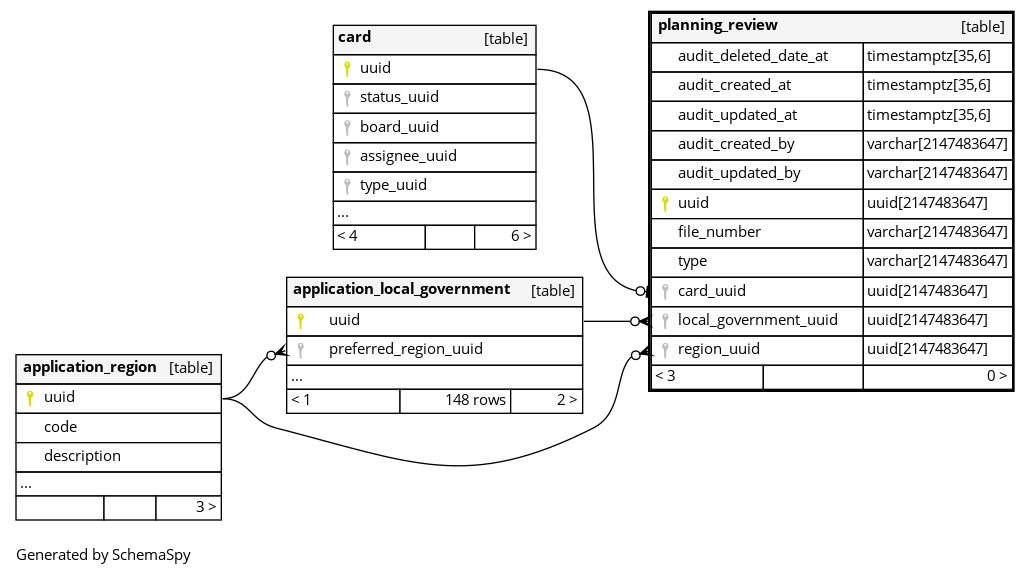 card [table]
uuid
status_uuid
board_uuid
assignee_uuid
type_uuid
...
< 4 6 >
planning_review [table]
audit_deleted_date_at timestamptz[35,6]
audit_created_at timestamptz[35,6]
audit_updated_at timestamptz[35,6]
audit_created_by varchar[2147483647]
audit_updated_by varchar[2147483647]
uuid uuid[2147483647]
file_number varchar[2147483647]
type varchar[2147483647]
card_uuid uuid[2147483647]
local_government_uuid uuid[2147483647]
region_uuid uuid[2147483647]
< 3 0 >
application_local_government [table]
uuid
preferred_region_uuid
...
< 1 148 rows 2 >
application_region [table]
uuid
code
description
...
3 >
Generated by SchemaSpy